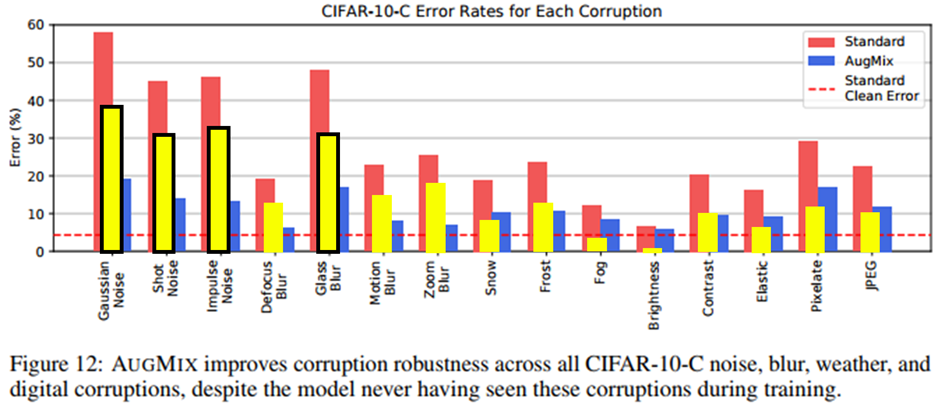 CIFAR-10-C Error Rates for Each Corruption
60
50
40
30
20
10
0
Error (%)
Standard
AugMix
Standard
Clean Error
Gaussian
Noise
Shot
Noise
Impulse
Noise
Defocus
Blur
Glass
Blur
Motion
Blur
Zoom
Blur
Snow
Frost
Fog
Brightness
Contrast
Elastic
Pixelate
JPEG
Figure 12: AUGMIX improves corruption robustness across all CIFAR-10-C noise, blur, weather, and
digital corruptions, despite the model never having seen these corruptions during training.